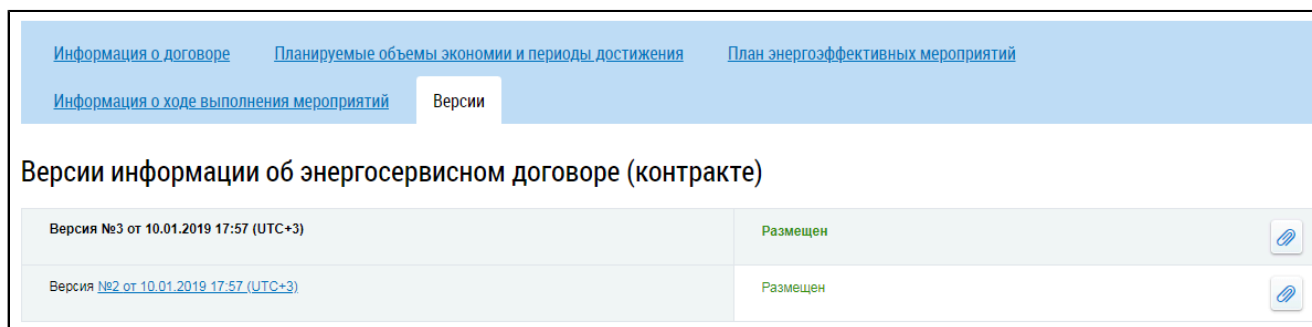 Информация о договоре Планируемые объемы экономии и периоды достижения План энергоэффективных мероприятий
Информация о ходе выполнения мероприятий Версии
Версии информации об энергосервисном договоре (контракте)
Версия №3 от 10.01.2019 17:57 (UTC+3) Размещен
Версия №2 от 10.01.2019 17:57 (UTC+3) Размещен